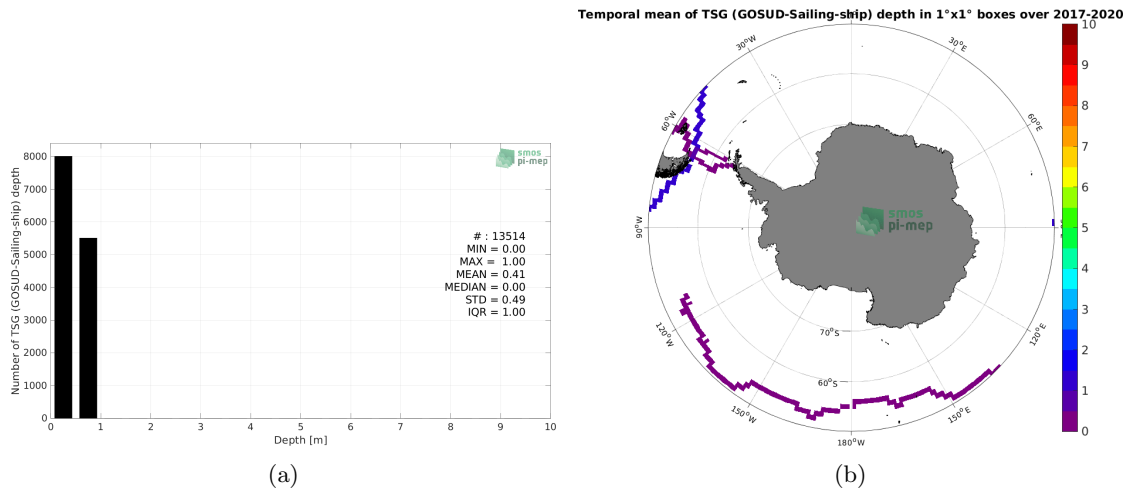 Temporal mean of TSG (GOSUD-Sailing-ship) depth in 1°x1° boxes over 2017-2020
Number of TSG (GOSUD-Sailing-ship) depth
8000
7000
6000
5000
4000
3000
2000
1000
0
smos
pi-mep
# : 13514
MIN = 0.00
MAX = 1.00
MEAN = 0.41
MEDIAN = 0.00
STD = 0.49
IQR = 1.00
0 1 2 3 4 5 6 7 8 9 10
Depth [m]
(a)
30°W
30°E
60°W
60°E
90°W
smos
pi-mep
120°W
120°E
70°S
60°S
150°W
150°E
180°W
10
9
8
7
6
5
4
3
2
1
0
(b)